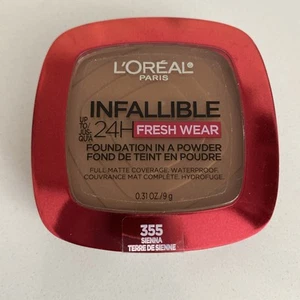 L'ORÉAL
PARIS
INFALLIBLE
24H FRESH WEAR
FOUNDATION IN A POWDER
FOND DE TEINT EN POUDRE
FULL MATTE COVERAGE. WATERPROOF.
COUVRANCE MAT COMPLÈTE. HYDROFUGE.
0.31 OZ/9 g
355
SIENNA
TERRE DE SIENNE